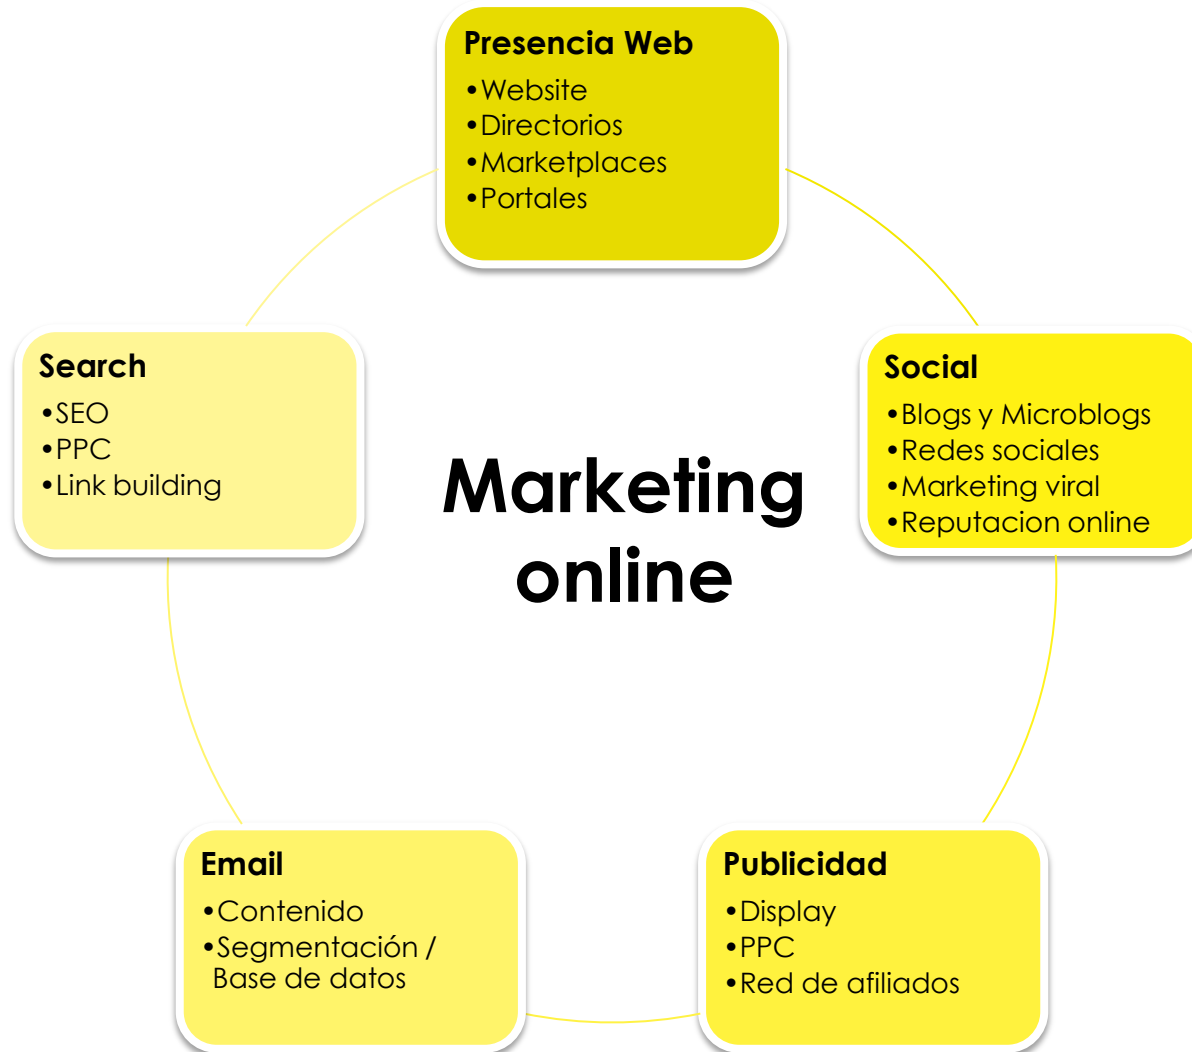 Presencia Web
•Website
•Directorios
•Marketplaces
•Portales
Search
•SEO
•PPC
•Link building
Marketing
online
Social
•Blogs y Microblogs
•Redes sociales
•Marketing viral
•Reputacion online
Email
•Contenido
•Segmentación /
Base de datos
Publicidad
•Display
•PPC
•Red de afiliados